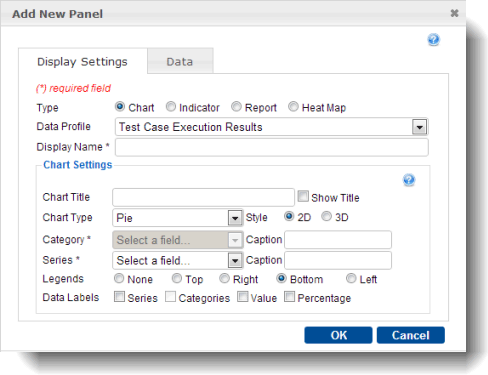 Add New Panel
Display Settings Data
(*) required field
Type Chart Indicator Report Heat Map
Data Profile Test Case Execution Results
Display Name *
Chart Settings
Chart Title Show Title
Chart Type Pie Style 2D 3D
Category * Select a field... Caption
Series * Select a field... Caption
Legends None Top Right Bottom Left
Data Labels Series Categories Value Percentage
OK Cancel